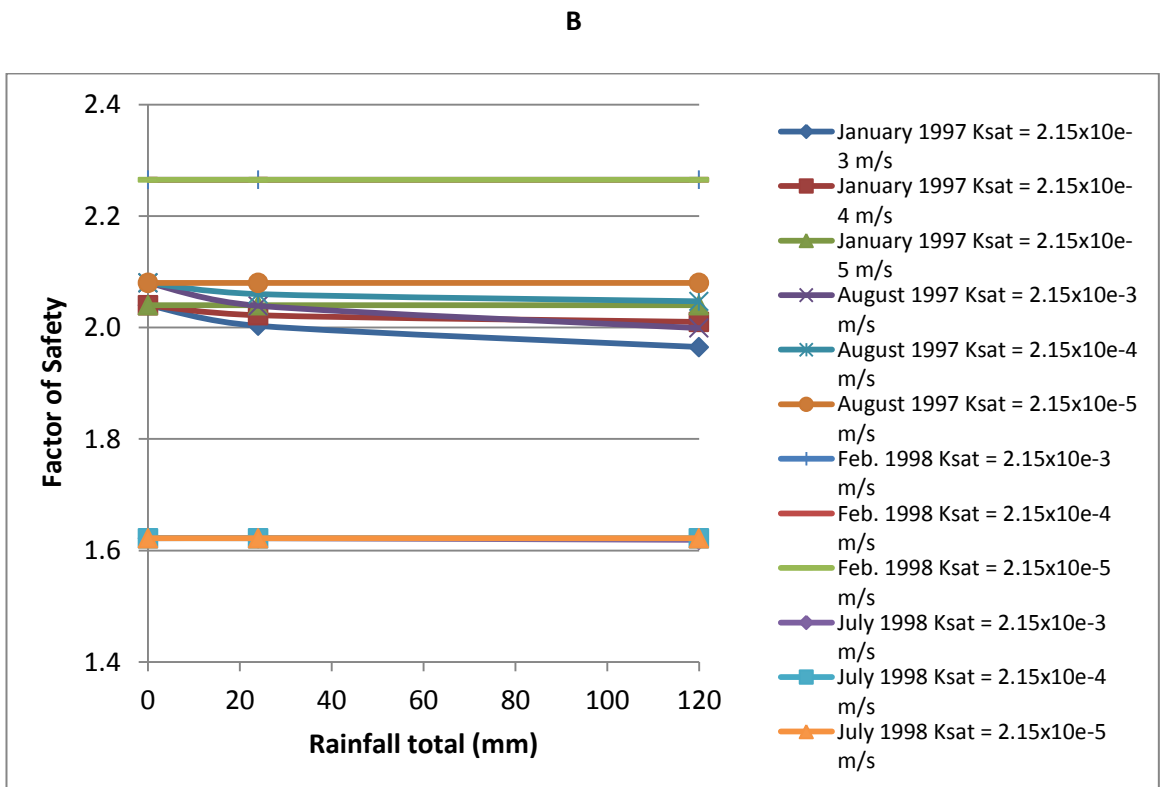 B
2.4
2.2
2.0
1.8
1.6
1.4
Factor of Safety
0 20 40 60 80 100 120
Rainfall total (mm)
January 1997 Ksat = 2.15x10e-
3 m/s
January 1997 Ksat = 2.15x10e-
4 m/s
January 1997 Ksat = 2.15x10e-
5 m/s
August 1997 Ksat = 2.15x10e-3
m/s
August 1997 Ksat = 2.15x10e-4
m/s
August 1997 Ksat = 2.15x10e-5
m/s
Feb. 1998 Ksat = 2.15x10e-3
m/s
Feb. 1998 Ksat = 2.15x10e-4
m/s
Feb. 1998 Ksat = 2.15x10e-5
m/s
July 1998 Ksat = 2.15x10e-3
m/s
July 1998 Ksat = 2.15x10e-4
m/s
July 1998 Ksat = 2.15x10e-5
m/s